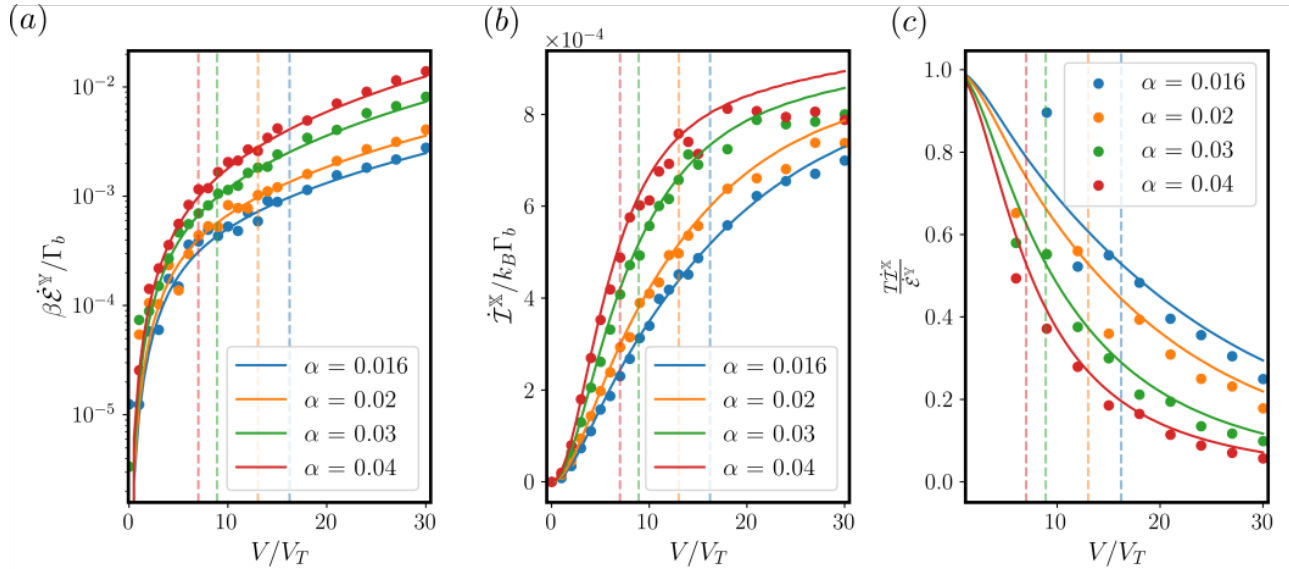 (a)
10⁻²
10⁻³
10⁻⁴
10⁻⁵
βℰ̇^𝕐/Γ_b
α = 0.016
α = 0.02
α = 0.03
α = 0.04
0 10 20 30
V/V_T
(b)
×10⁻⁴
8
6
4
2
0
İ^𝕏/k_BΓ_b
α = 0.016
α = 0.02
α = 0.03
α = 0.04
0 10 20 30
V/V_T
(c)
1.0
0.8
0.6
0.4
0.2
0.0
Tİ^𝕏/ℰ̇^𝕐
α = 0.016
α = 0.02
α = 0.03
α = 0.04
10 20 30
V/V_T